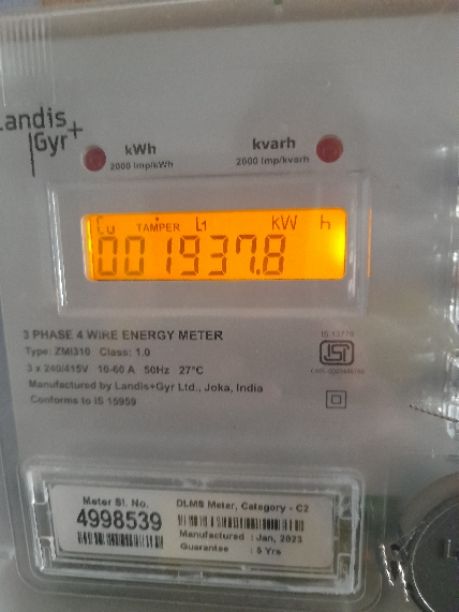 Landis
Gyr+
kWh
2000 Imp/kWh
kvarh
2000 Imp/kvarh
Cu TAMPER L1 KW h
001937.8
3 PHASE 4 WIRE ENERGY METER
Type: ZMI310 Class: 1.0
3 x 240/415V 10-60 A 50Hz 27°C
Manufactured by Landis+Gyr Ltd., Joka, India
Conforms to IS 15959
IS 13779
Meter Sl. No.
4998539
DLMS Meter, Category - C2
Manufactured : Jan, 2023
Guarantee : 5 Yrs